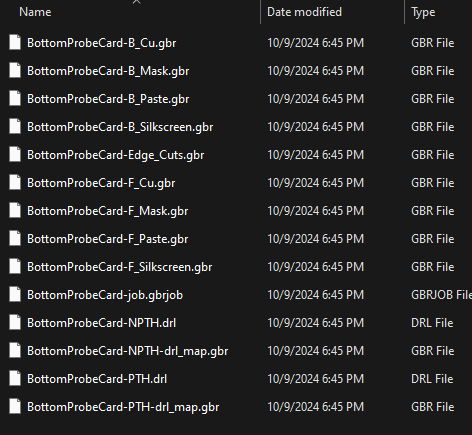 Name Date modified Type
BottomProbeCard-B_Cu.gbr 10/9/2024 6:45 PM GBR File
BottomProbeCard-B_Mask.gbr 10/9/2024 6:45 PM GBR File
BottomProbeCard-B_Paste.gbr 10/9/2024 6:45 PM GBR File
BottomProbeCard-B_Silkscreen.gbr 10/9/2024 6:45 PM GBR File
BottomProbeCard-Edge_Cuts.gbr 10/9/2024 6:45 PM GBR File
BottomProbeCard-F_Cu.gbr 10/9/2024 6:45 PM GBR File
BottomProbeCard-F_Mask.gbr 10/9/2024 6:45 PM GBR File
BottomProbeCard-F_Paste.gbr 10/9/2024 6:45 PM GBR File
BottomProbeCard-F_Silkscreen.gbr 10/9/2024 6:45 PM GBR File
BottomProbeCard-job.gbrjob 10/9/2024 6:45 PM GBRJOB File
BottomProbeCard-NPTH.drl 10/9/2024 6:45 PM DRL File
BottomProbeCard-NPTH-drl_map.gbr 10/9/2024 6:45 PM GBR File
BottomProbeCard-PTH.drl 10/9/2024 6:45 PM DRL File
BottomProbeCard-PTH-drl_map.gbr 10/9/2024 6:45 PM GBR File